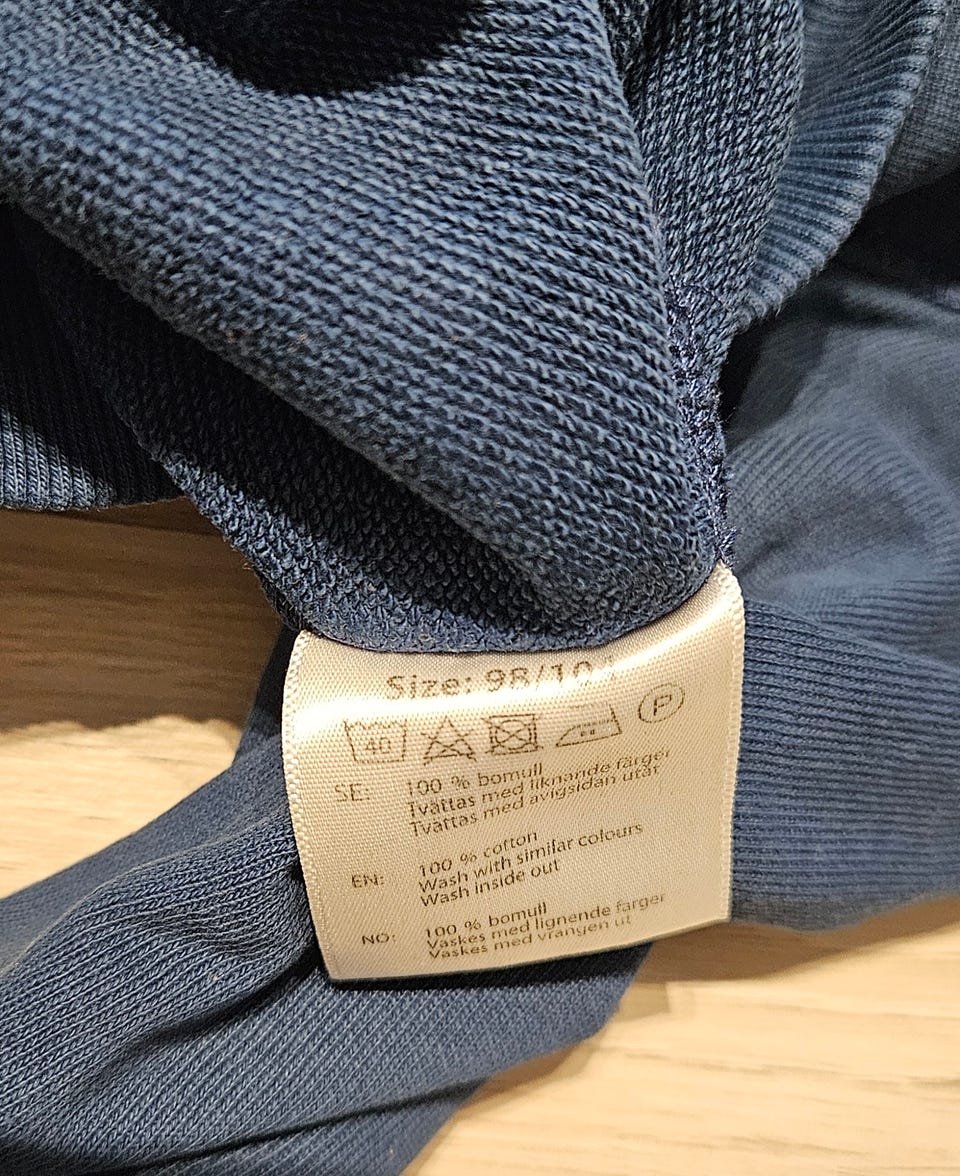 Size: 98/104
40
P
SE: 100 % bomull
Tvättas med liknande färger
Tvättas med avigsidan utåt
EN: 100 % cotton
Wash with similar colours
Wash inside out
NO: 100 % bomull
Vaskes med lignende farger
Vaskes med vrangen ut